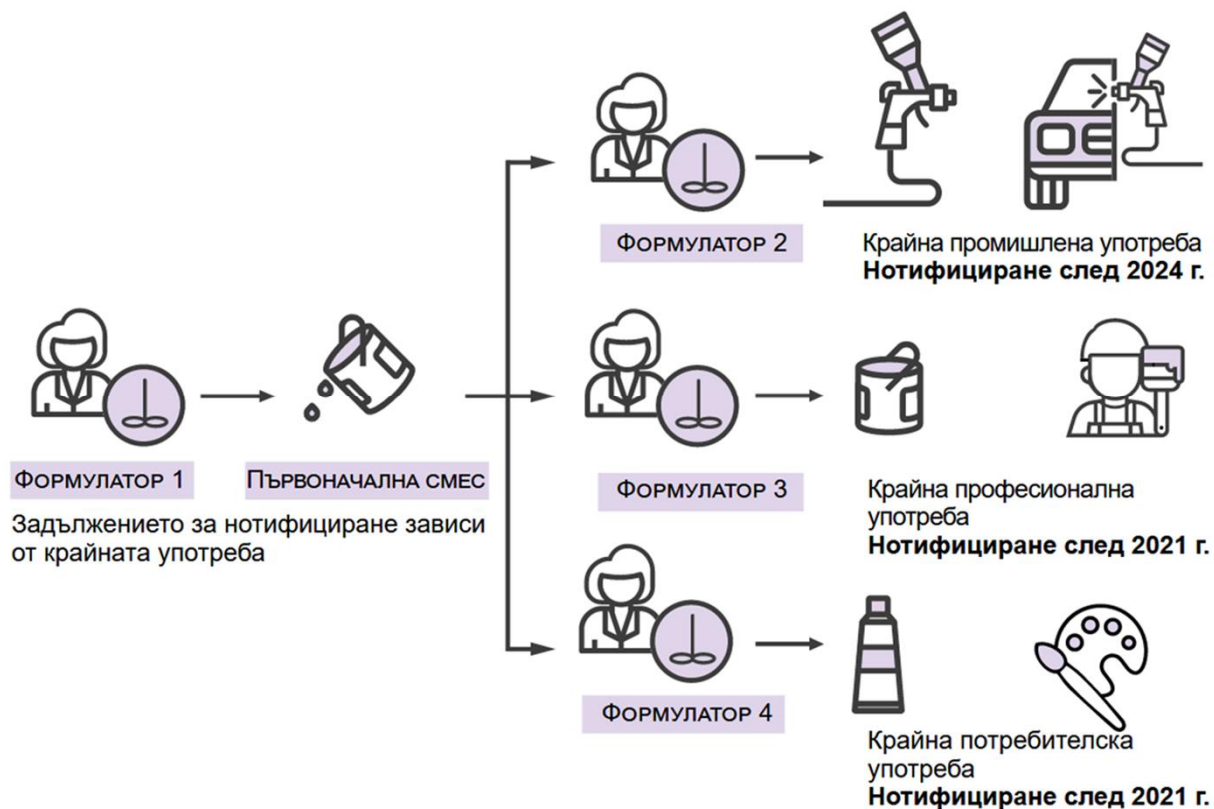 ФОРМУЛАТОР 2
Крайна промишлена употреба
Нотифициране след 2024 г.
ФОРМУЛАТОР 1
ПЪРВОНАЧАЛНА СМЕС
Задължението за нотифициране зависи
от крайната употреба
ФОРМУЛАТОР 3
Крайна професионална
употреба
Нотифициране след 2021 г.
ФОРМУЛАТОР 4
Крайна потребителска
употреба
Нотифициране след 2021 г.